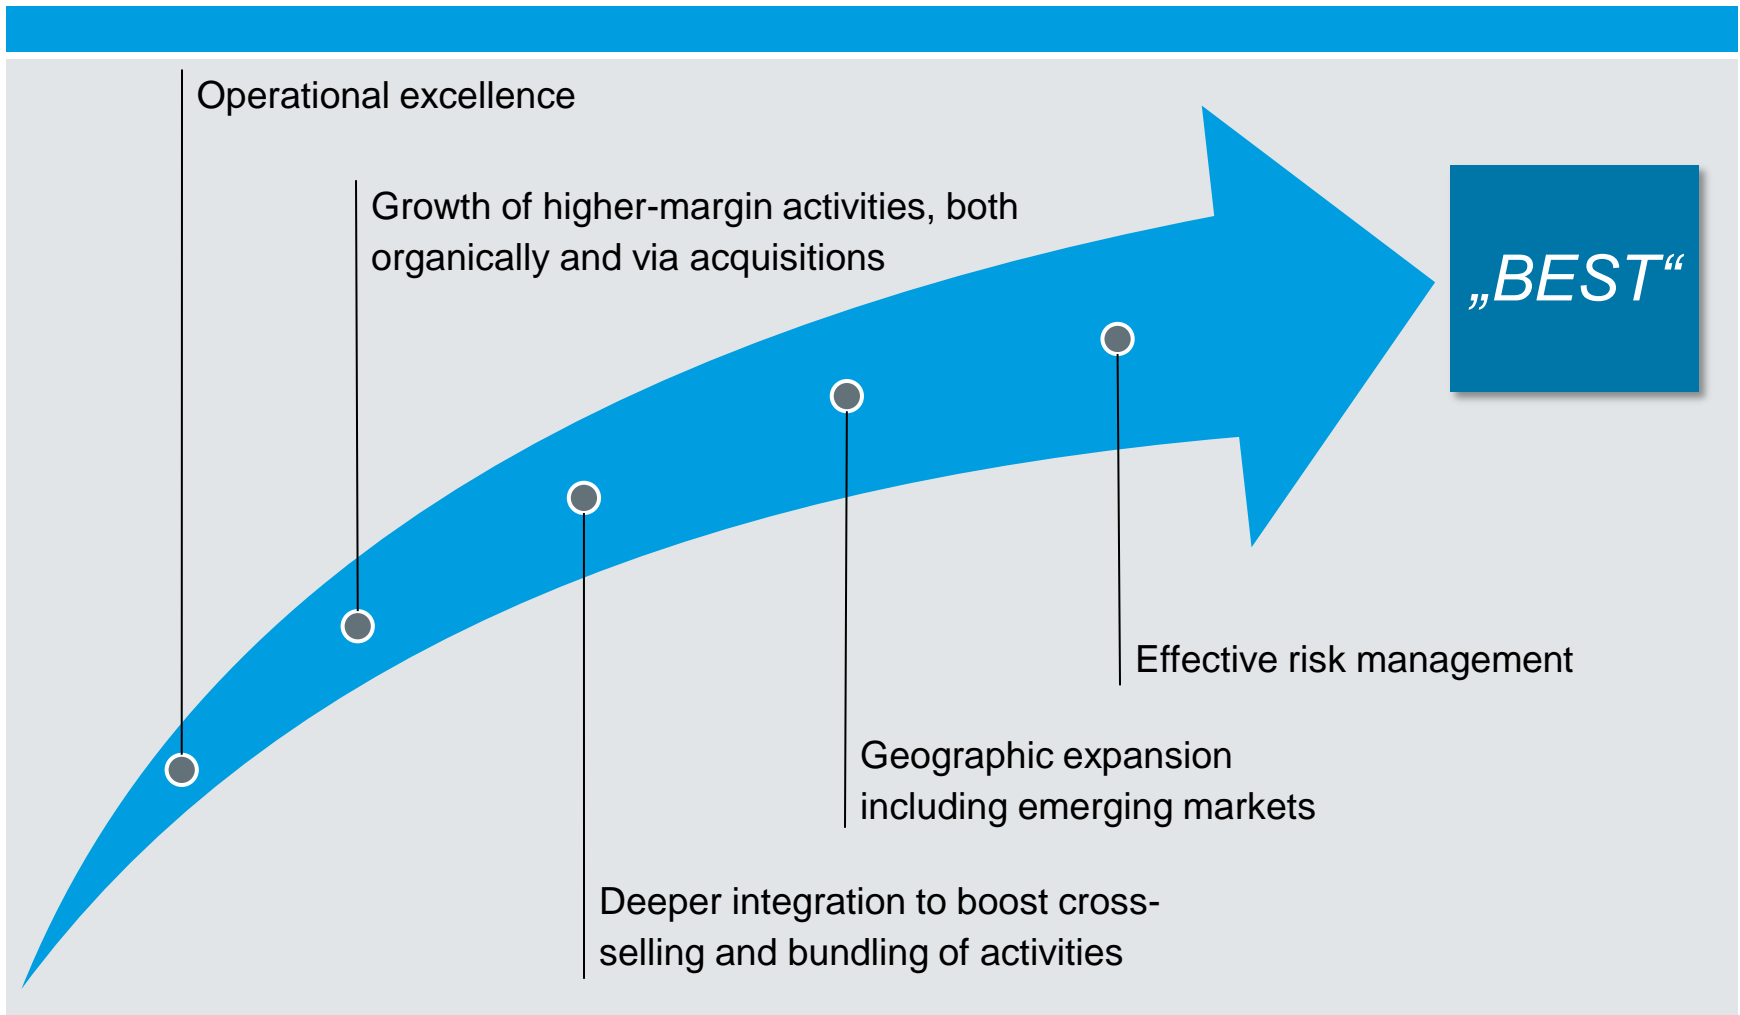 Operational excellence
Growth of higher-margin activities, both
organically and via acquisitions
„BEST“
Effective risk management
Geographic expansion
including emerging markets
Deeper integration to boost cross-
selling and bundling of activities